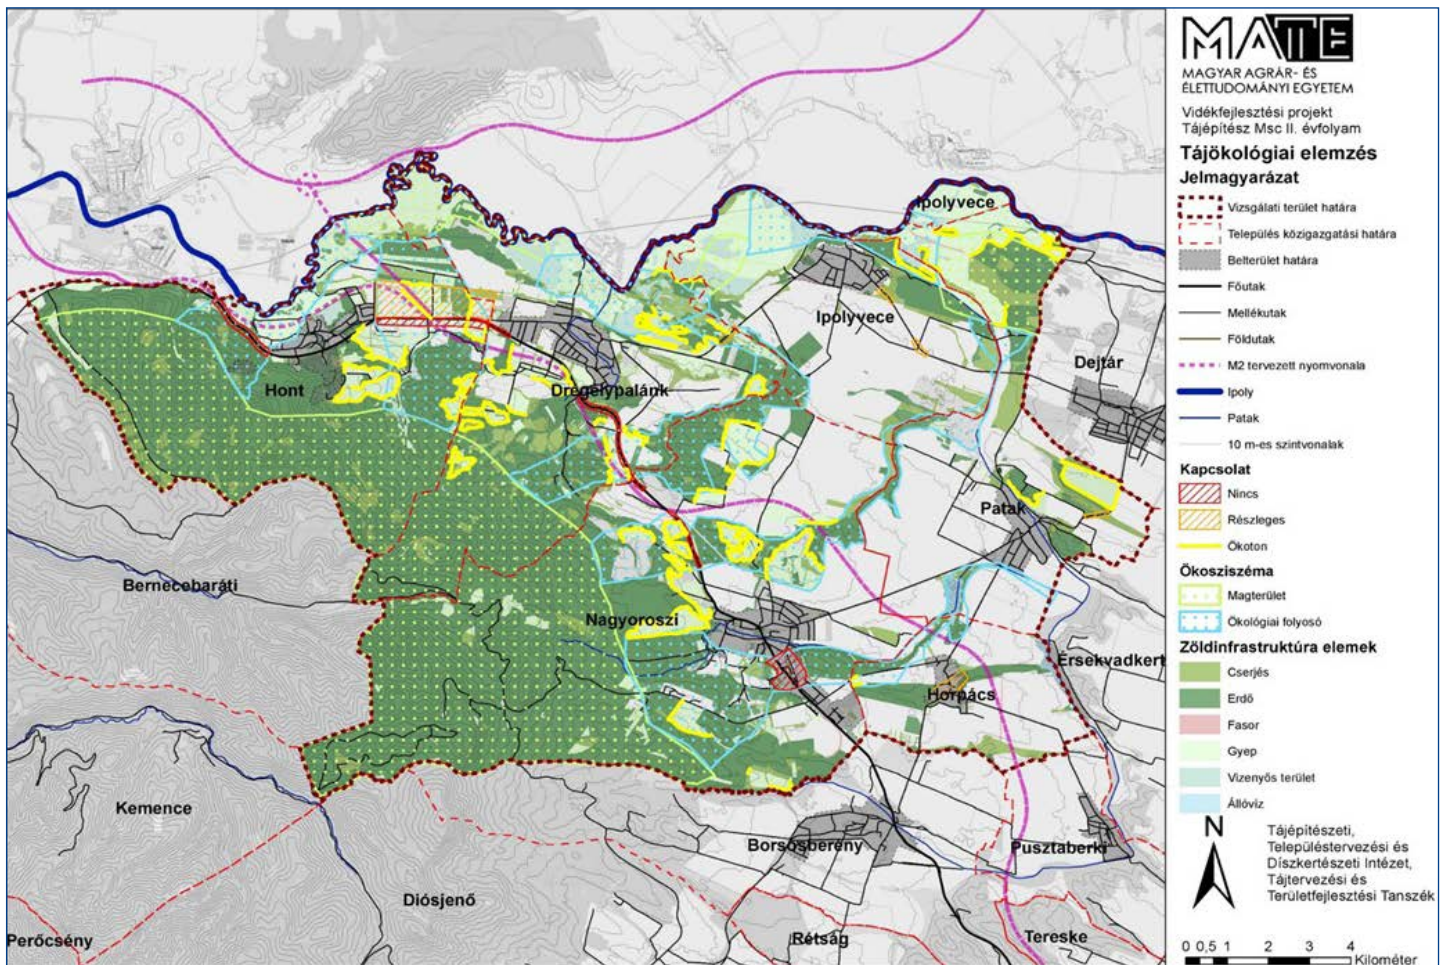 Ipolyvece
Ipolyvece
Dejtár
Hont
Drégelypalánk
Patak
Bernecebaráti
Nagyoroszi
Érsekvadkert
Horpács
Kemence
Borsosberény
Pusztaberki
Diósjenő
Perőcsény
Rétság
Tereske
MATE
MAGYAR AGRÁR- ÉS
ÉLETTUDOMÁNYI EGYETEM
Vidékfejlesztési projekt
Tájépítész Msc II. évfolyam
Tájökológiai elemzés
Jelmagyarázat
Vizsgálati terület határa
Település közigazgatási határa
Belterület határa
Főutak
Mellékutak
Földutak
M2 tervezett nyomvonala
Ipoly
Patak
10 m-es szintvonalak
Kapcsolat
Nincs
Részleges
Ökoton
Ökosziszéma
Magterület
Ökológiai folyosó
Zöldinfrastruktúra elemek
Cserjés
Erdő
Fasor
Gyep
Vizenyős terület
Állóvíz
N
Tájépítészeti,
Településtervezési és
Díszkertészeti Intézet,
Tájtervezési és
Területfejlesztési Tanszék
0 0,5 1 2 3 4
Kilométer